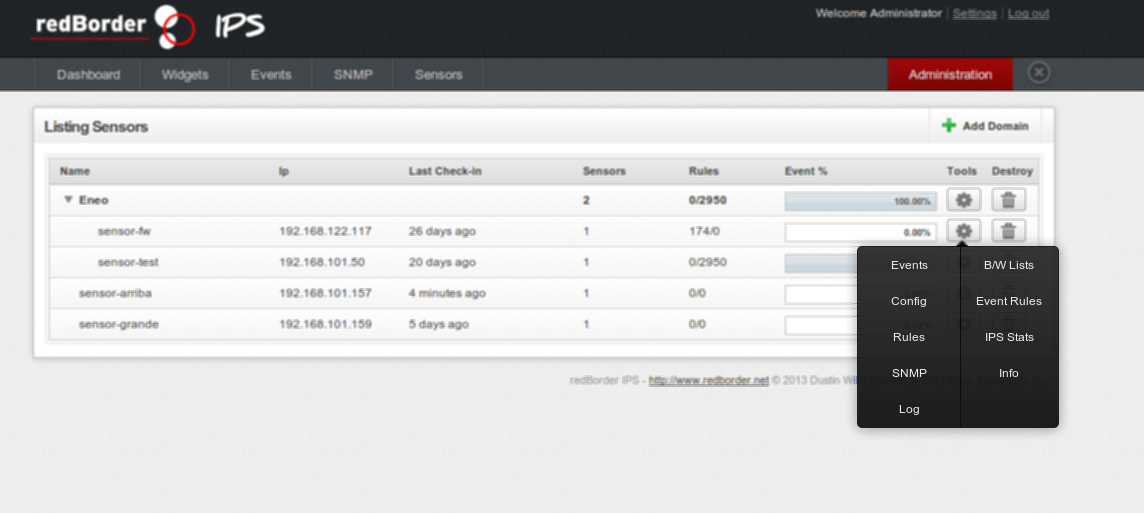 redBorder IPS
Welcome Administrator | Settings | Log out
Dashboard Widgets Events SNMP Sensors Administration
Listing Sensors Add Domain
Name Ip Last Check-in Sensors Rules Event % Tools Destroy
Eneo 2 0/2950 100.00%
sensor-fw 192.168.122.117 26 days ago 1 174/0 0.00%
sensor-test 192.168.101.50 20 days ago 1 0/2950
sensor-arriba 192.168.101.157 4 minutes ago 1 0/0
sensor-grande 192.168.101.159 5 days ago 1 0/0
Events B/W Lists
Config Event Rules
Rules IPS Stats
SNMP Info
Log
redBorder IPS - http://www.redborder.net © 2013 Dustin